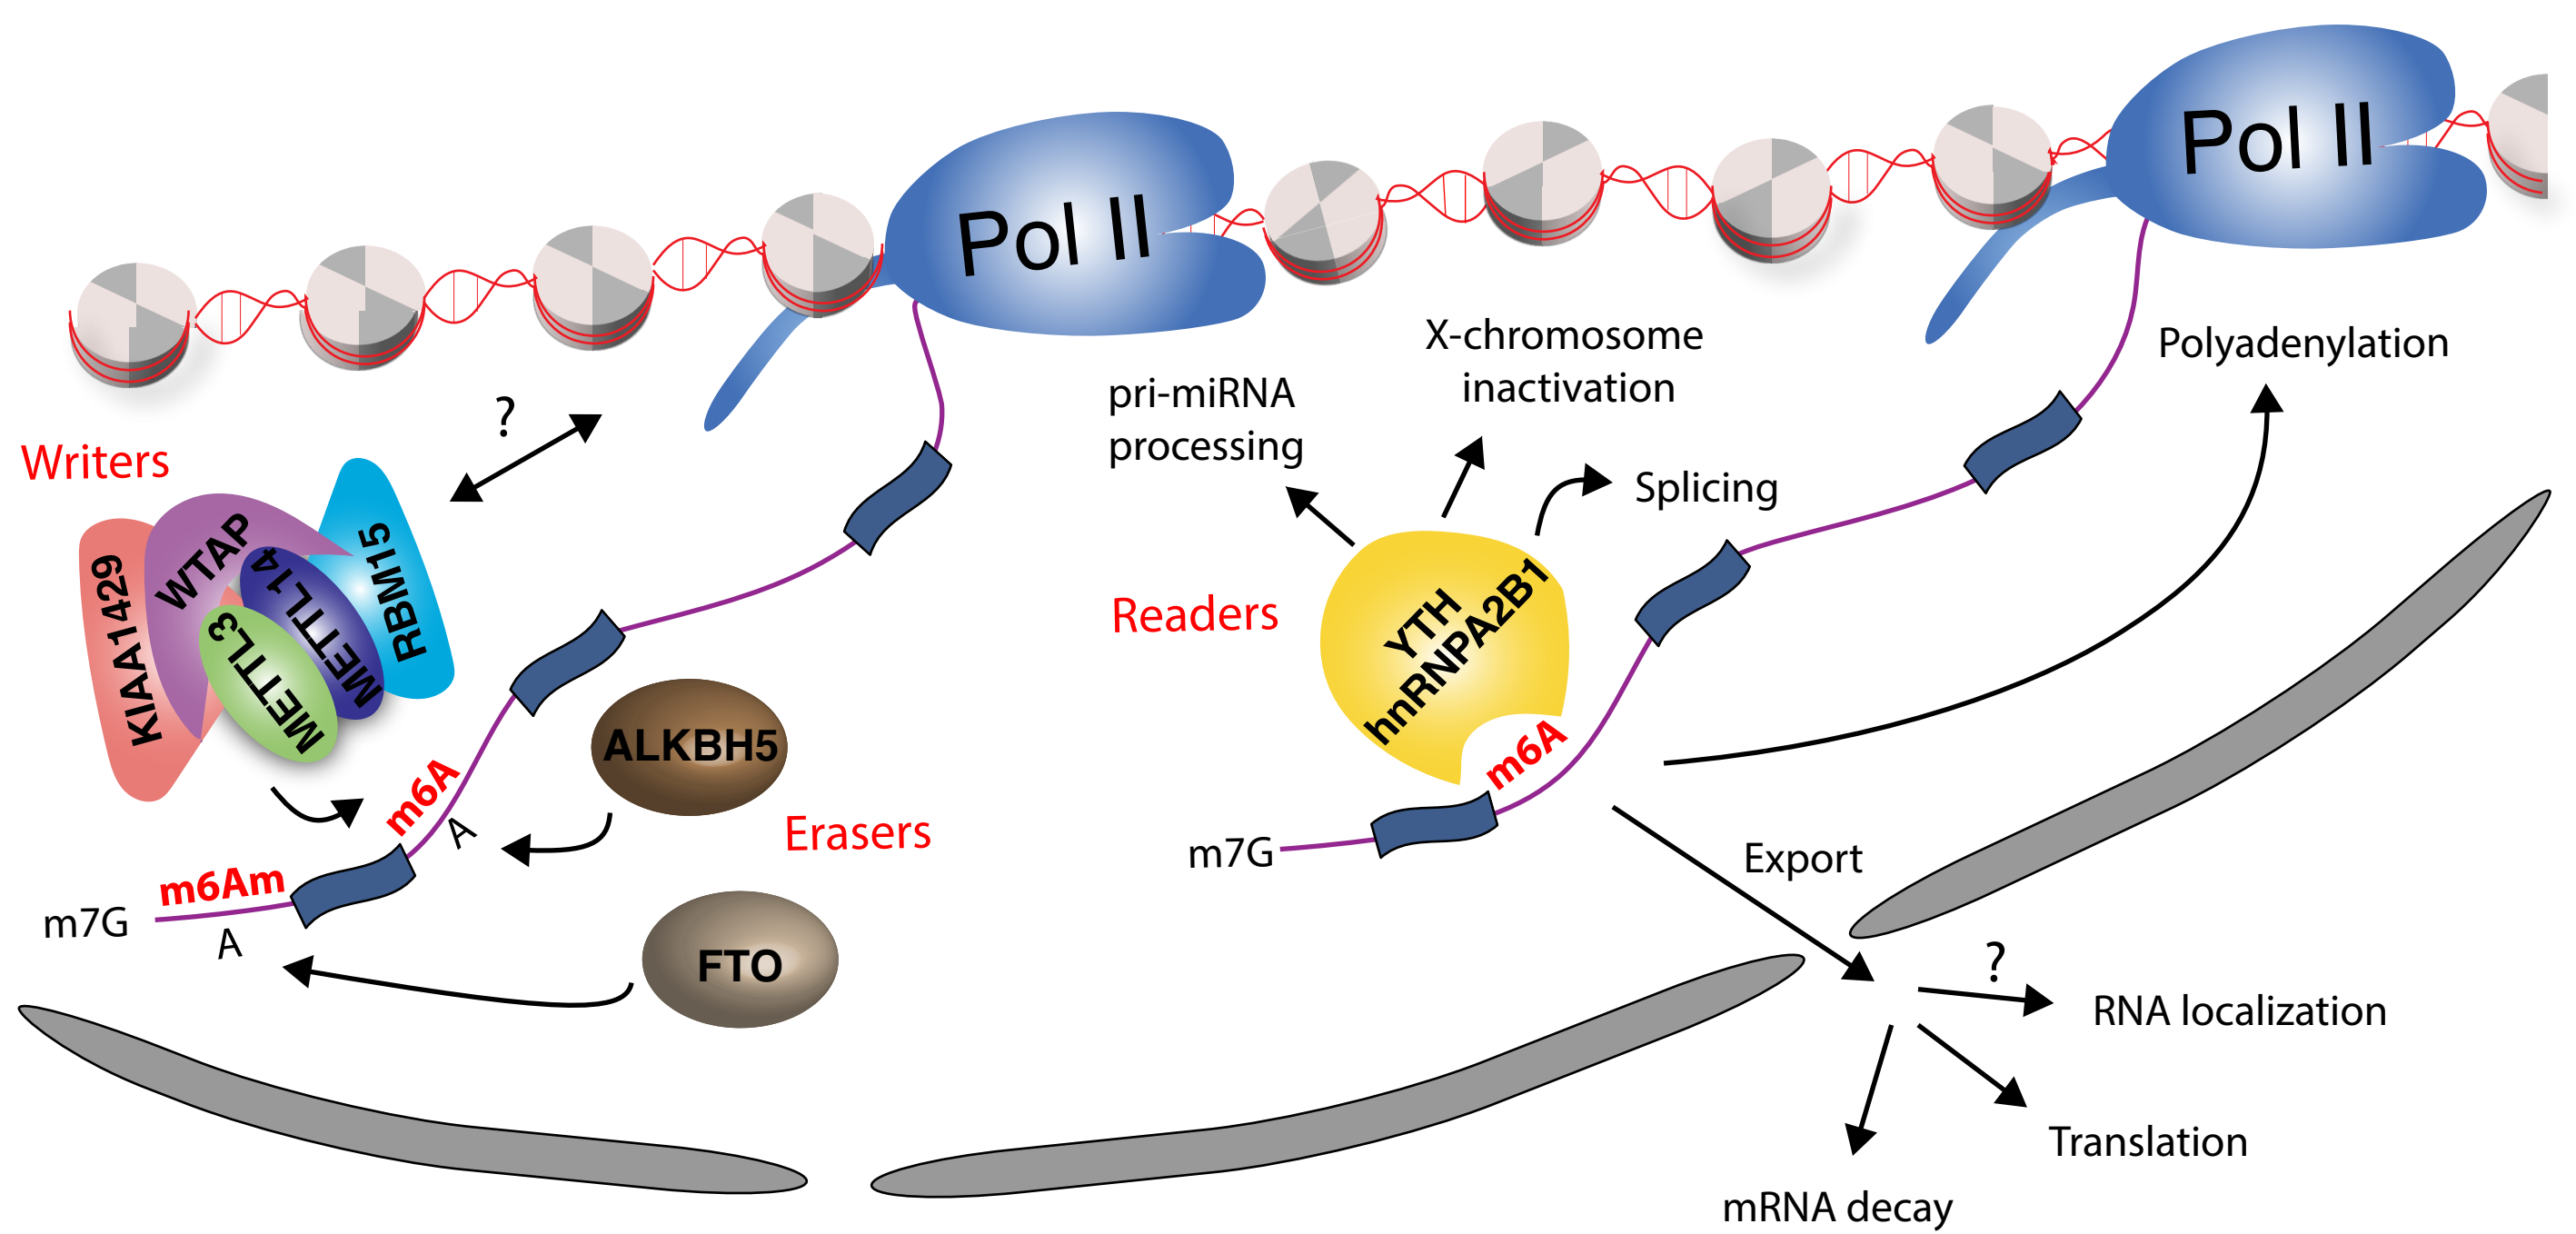 Pol II
Pol II
?
Writers
KIAA1429
WTAP
METTL3
METTL14
RBM15
m6A
A
m6Am
m7G
A
ALKBH5
Erasers
FTO
pri-miRNA
processing
X-chromosome
inactivation
Splicing
Polyadenylation
Readers
YTH
hnRNPA2B1
m6A
m7G
Export
?
RNA localization
Translation
mRNA decay